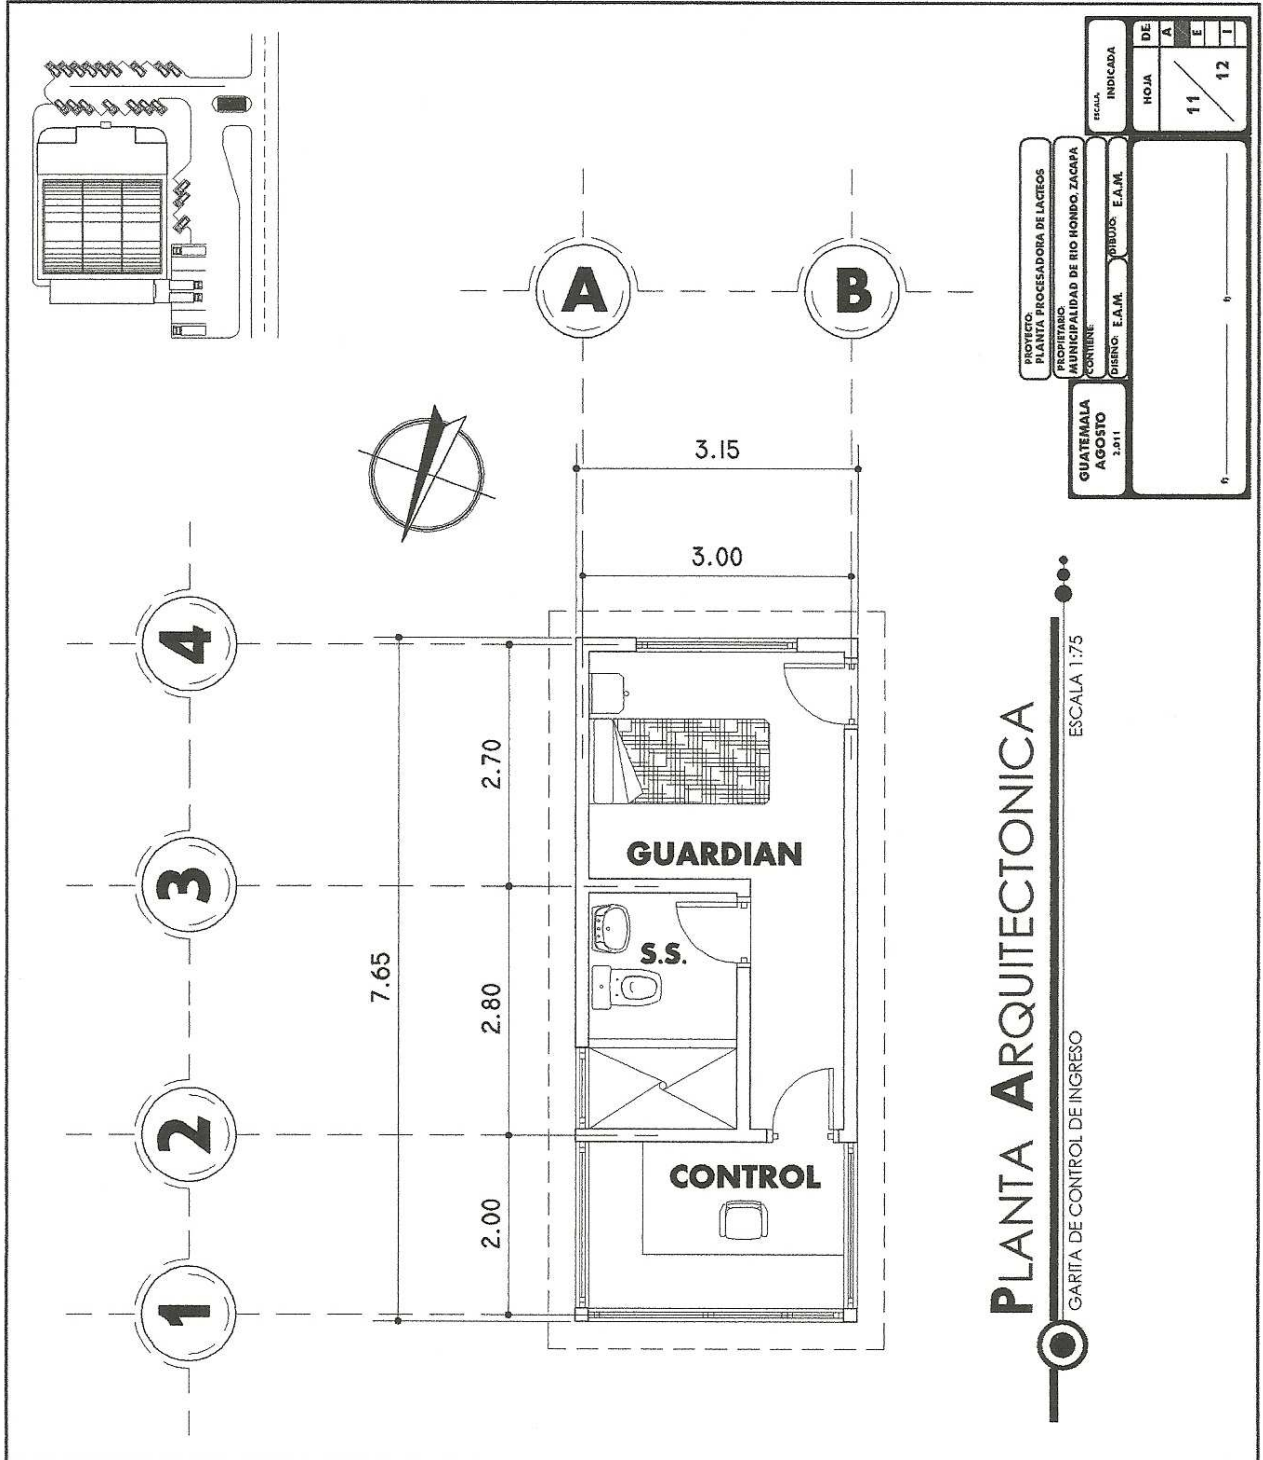 A
B
3.15
3.00
4
3
2
1
7.65
2.70
2.80
2.00
GUARDIAN
S.S.
CONTROL
PLANTA ARQUITECTONICA
GARITA DE CONTROL DE INGRESO
ESCALA 1:75
GUATEMALA
AGOSTO
2,011
PROYECTO:
PLANTA PROCESADORA DE LACTEOS
PROPIETARIO:
MUNICIPALIDAD DE RIO HONDO, ZACAPA
CONTIENE:
DISEÑO: E.A.M.
DIBUJO: E.A.M.
ESCALA:
INDICADA
HOJA
DE:
11
12
A
E
I
f)
f)